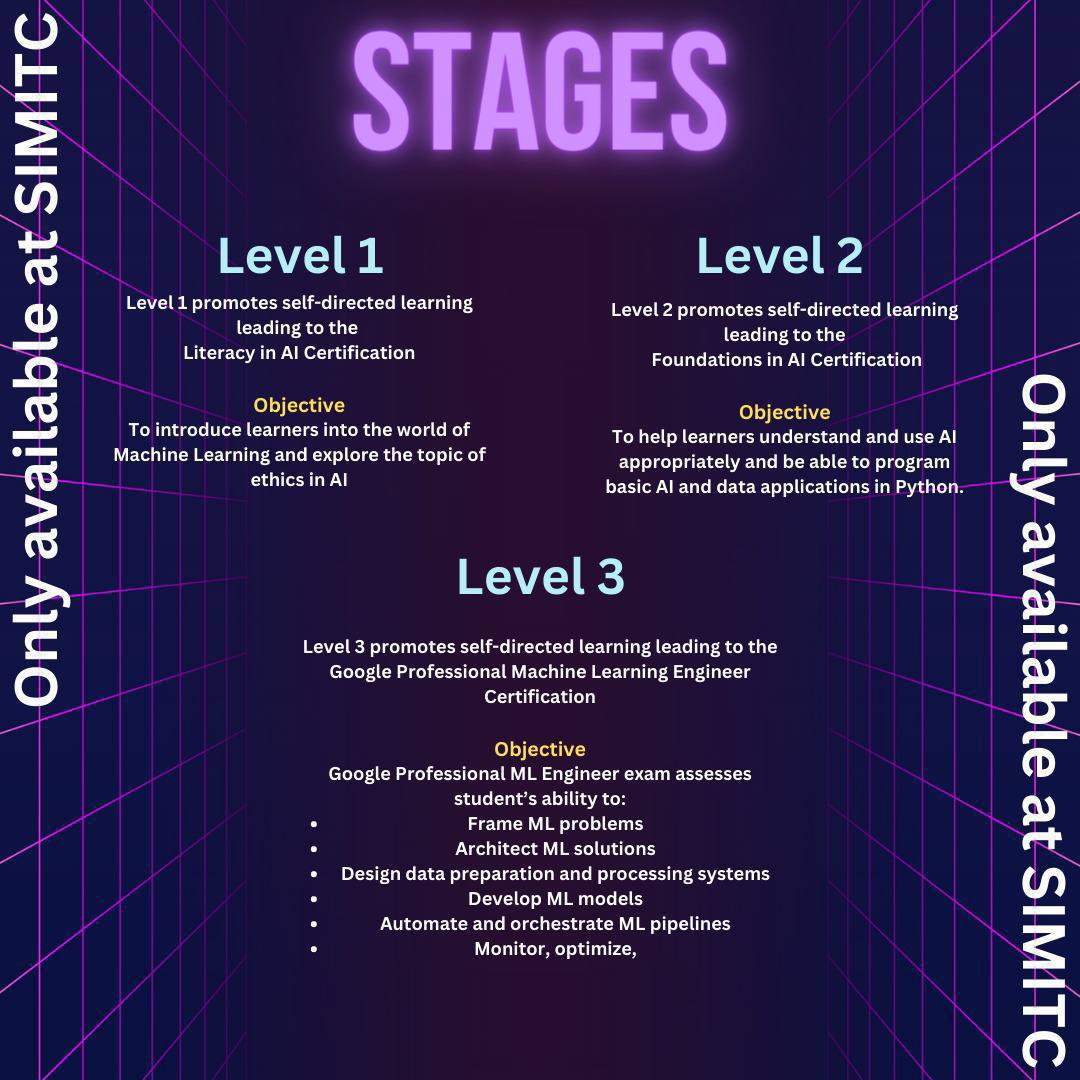 STAGES
Only available at SIMITC
Level 1
Level 1 promotes self-directed learning
leading to the
Literacy in AI Certification
Objective
To introduce learners into the world of
Machine Learning and explore the topic of
ethics in AI
Level 2
Level 2 promotes self-directed learning
leading to the
Foundations in AI Certification
Objective
To help learners understand and use AI
appropriately and be able to program
basic AI and data applications in Python.
Level 3
Level 3 promotes self-directed learning leading to the
Google Professional Machine Learning Engineer
Certification
Objective
Google Professional ML Engineer exam assesses
student’s ability to:
• Frame ML problems
• Architect ML solutions
• Design data preparation and processing systems
• Develop ML models
• Automate and orchestrate ML pipelines
• Monitor, optimize,
Only available at SIMITC